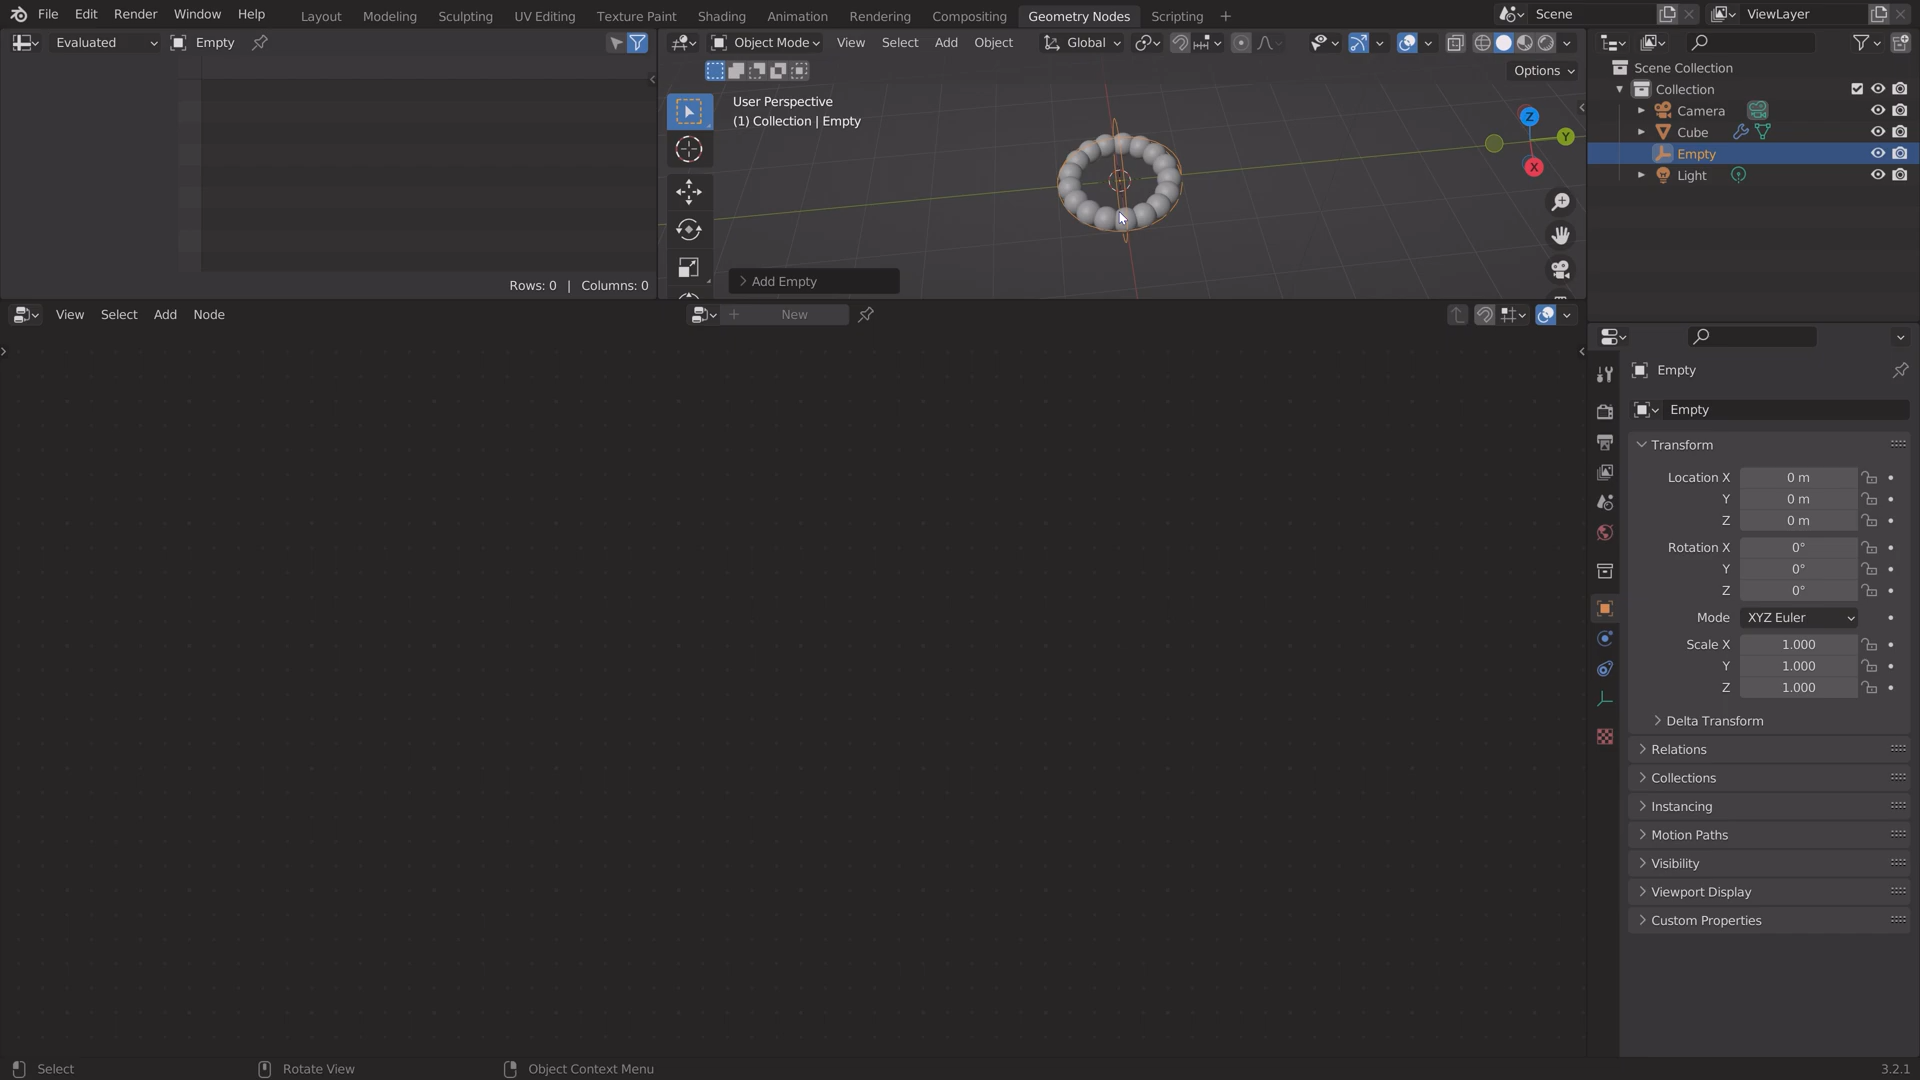 File Edit Render Window Help Layout Modeling Sculpting UV Editing Texture Paint Shading Animation Rendering Compositing Geometry Nodes Scripting + Scene ViewLayer
Evaluated Empty
Object Mode View Select Add Object Global
Options
User Perspective
(1) Collection | Empty
Z
Y
X
Add Empty
Rows: 0 | Columns: 0
Scene Collection
Collection
Camera
Cube
Empty
Light
View Select Add Node
New
Empty
Empty
Transform
Location X 0 m
Y 0 m
Z 0 m
Rotation X 0°
Y 0°
Z 0°
Mode XYZ Euler
Scale X 1.000
Y 1.000
Z 1.000
Delta Transform
Relations
Collections
Instancing
Motion Paths
Visibility
Viewport Display
Custom Properties
Select Rotate View Object Context Menu 3.2.1